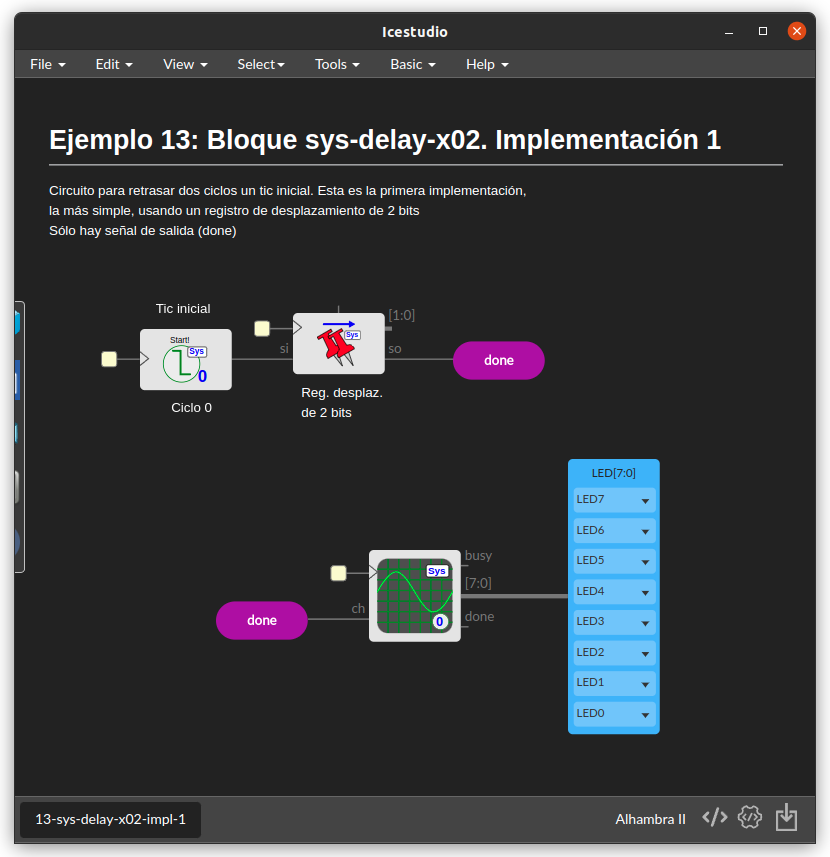 Icestudio
File Edit View Select Tools Basic Help
Ejemplo 13: Bloque sys-delay-x02. Implementación 1
Circuito para retrasar dos ciclos un tic inicial. Esta es la primera implementación,
la más simple, usando un registro de desplazamiento de 2 bits
Sólo hay señal de salida (done)
Tic inicial
Start!
Sys
0
Ciclo 0
si
Sys
[1:0]
so
Reg. desplaz.
de 2 bits
done
done
ch
Sys
0
busy
[7:0]
done
LED[7:0]
LED7
LED6
LED5
LED4
LED3
LED2
LED1
LED0
13-sys-delay-x02-impl-1
Alhambra II